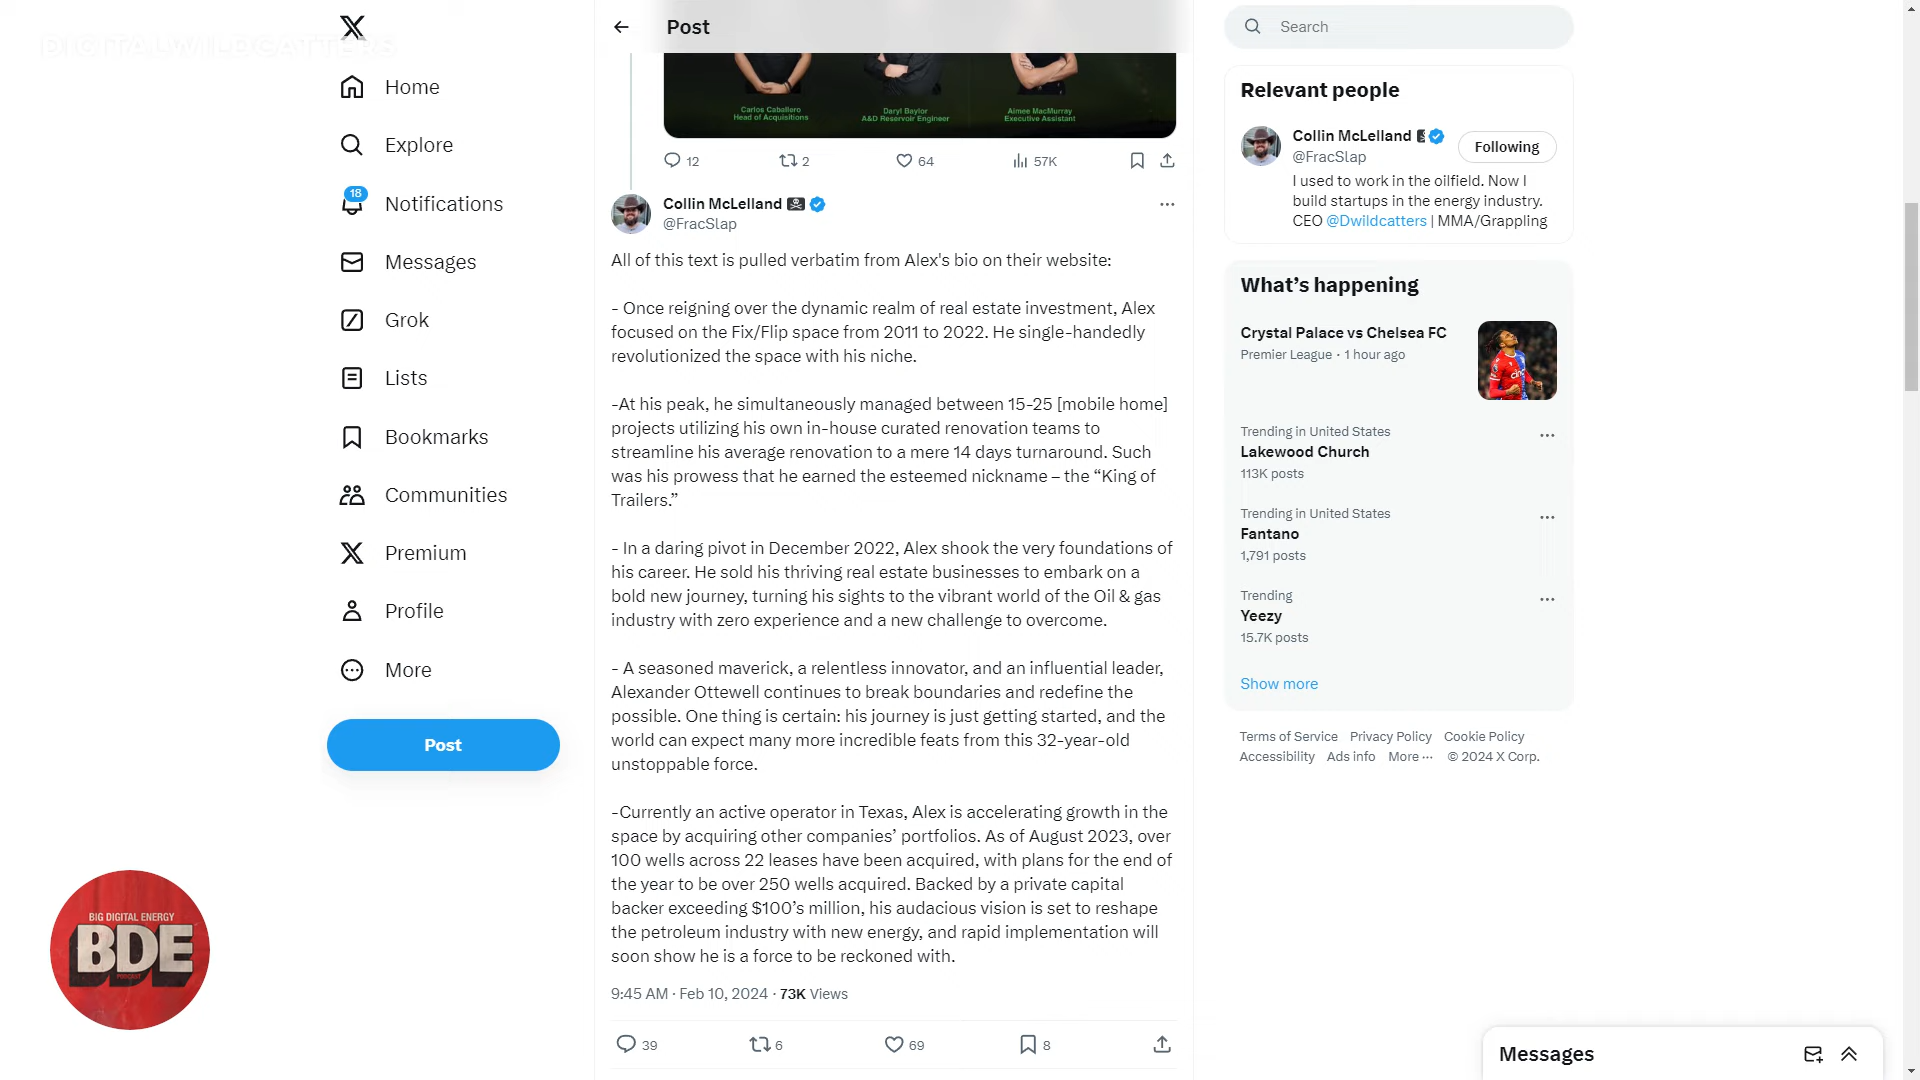 DIGITALWILDCATTERS
Home
Explore
18
Notifications
Messages
Grok
Lists
Bookmarks
Communities
Premium
Profile
More
Post
BIG DIGITAL ENERGY
BDE
PODCAST
Post
Carlos Caballero
Head of Acquisitions
Daryl Baylor
A&D Reservoir Engineer
Aimee MacMurray
Executive Assistant
12 2 64 57K
Collin McLelland
@FracSlap
All of this text is pulled verbatim from Alex's bio on their website:
- Once reigning over the dynamic realm of real estate investment, Alex
focused on the Fix/Flip space from 2011 to 2022. He single-handedly
revolutionized the space with his niche.
-At his peak, he simultaneously managed between 15-25 [mobile home]
projects utilizing his own in-house curated renovation teams to
streamline his average renovation to a mere 14 days turnaround. Such
was his prowess that he earned the esteemed nickname – the “King of
Trailers.”
- In a daring pivot in December 2022, Alex shook the very foundations of
his career. He sold his thriving real estate businesses to embark on a
bold new journey, turning his sights to the vibrant world of the Oil & gas
industry with zero experience and a new challenge to overcome.
- A seasoned maverick, a relentless innovator, and an influential leader,
Alexander Ottewell continues to break boundaries and redefine the
possible. One thing is certain: his journey is just getting started, and the
world can expect many more incredible feats from this 32-year-old
unstoppable force.
-Currently an active operator in Texas, Alex is accelerating growth in the
space by acquiring other companies’ portfolios. As of August 2023, over
100 wells across 22 leases have been acquired, with plans for the end of
the year to be over 250 wells acquired. Backed by a private capital
backer exceeding $100’s million, his audacious vision is set to reshape
the petroleum industry with new energy, and rapid implementation will
soon show he is a force to be reckoned with.
9:45 AM · Feb 10, 2024 · 73K Views
39 6 69 8
Search
Relevant people
Collin McLelland
@FracSlap
Following
I used to work in the oilfield. Now I
build startups in the energy industry.
CEO @Dwildcatters | MMA/Grappling
What’s happening
Crystal Palace vs Chelsea FC
Premier League · 1 hour ago
Trending in United States
Lakewood Church
113K posts
Trending in United States
Fantano
1,791 posts
Trending
Yeezy
15.7K posts
Show more
Terms of Service Privacy Policy Cookie Policy
Accessibility Ads info More ··· © 2024 X Corp.
Messages